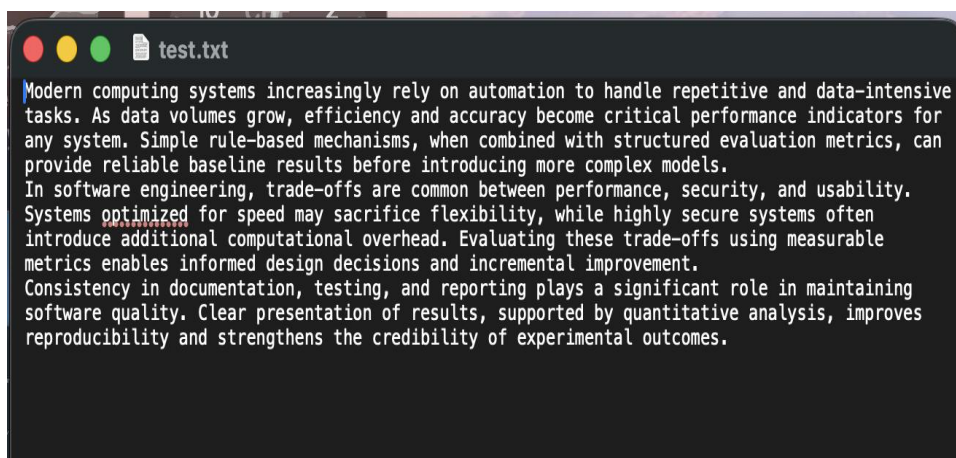 test.txt
Modern computing systems increasingly rely on automation to handle repetitive and data-intensive
tasks. As data volumes grow, efficiency and accuracy become critical performance indicators for
any system. Simple rule-based mechanisms, when combined with structured evaluation metrics, can
provide reliable baseline results before introducing more complex models.
In software engineering, trade-offs are common between performance, security, and usability.
Systems optimized for speed may sacrifice flexibility, while highly secure systems often
introduce additional computational overhead. Evaluating these trade-offs using measurable
metrics enables informed design decisions and incremental improvement.
Consistency in documentation, testing, and reporting plays a significant role in maintaining
software quality. Clear presentation of results, supported by quantitative analysis, improves
reproducibility and strengthens the credibility of experimental outcomes.